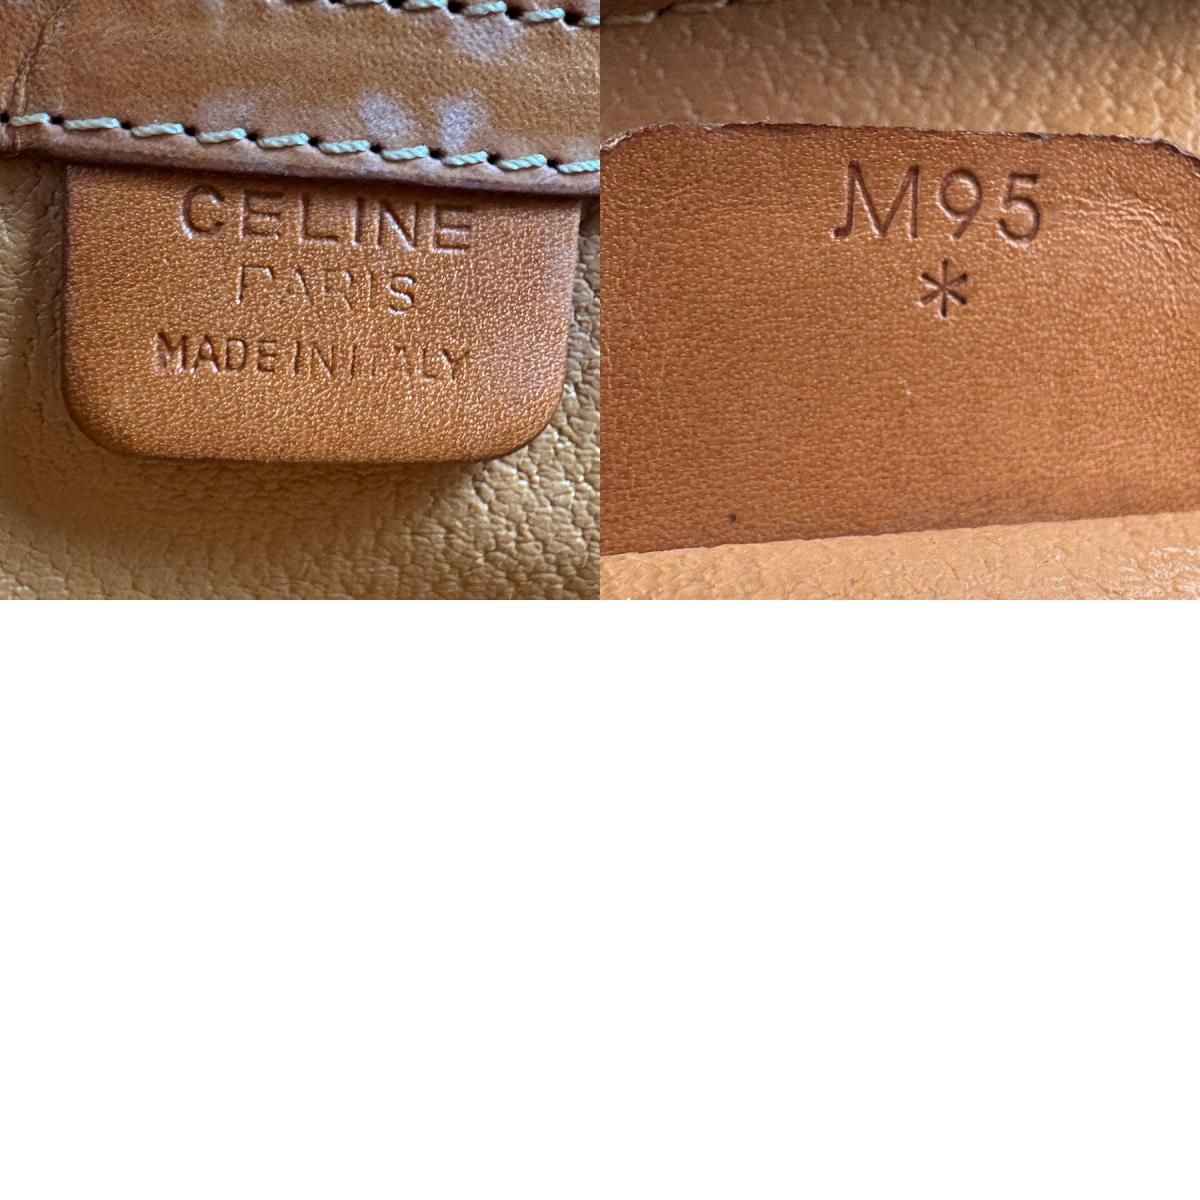 CELINE
PARIS
MADE IN ITALY
M95
*